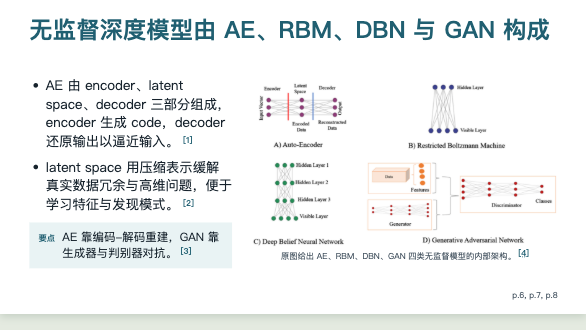 无监督深度模型由 AE、RBM、DBN 与 GAN 构成
• AE 由 encoder、latent
space、decoder 三部分组成，
encoder 生成 code，decoder
还原输出以逼近输入。 [1]
• latent space 用压缩表示缓解
真实数据冗余与高维问题，便于
学习特征与发现模式。 [2]
要点 AE 靠编码–解码重建，GAN 靠
生成器与判别器对抗。 [3]
Encoder
Latent
Space
Decoder
Input Vector
Output
Encoded
Data
Reconstructed
Data
A) Auto-Encoder
Hidden Layer
Visible Layer
B) Restricted Boltzmann Machine
Hidden Layer 1
Hidden Layer 2
Hidden Layer 3
Visible Layer
C) Deep Belief Neural Network
Data
Features
Generator
Discriminator
Classes
D) Generative Adversarial Network
原图给出 AE、RBM、DBN、GAN 四类无监督模型的内部架构。 [4]
p.6, p.7, p.8